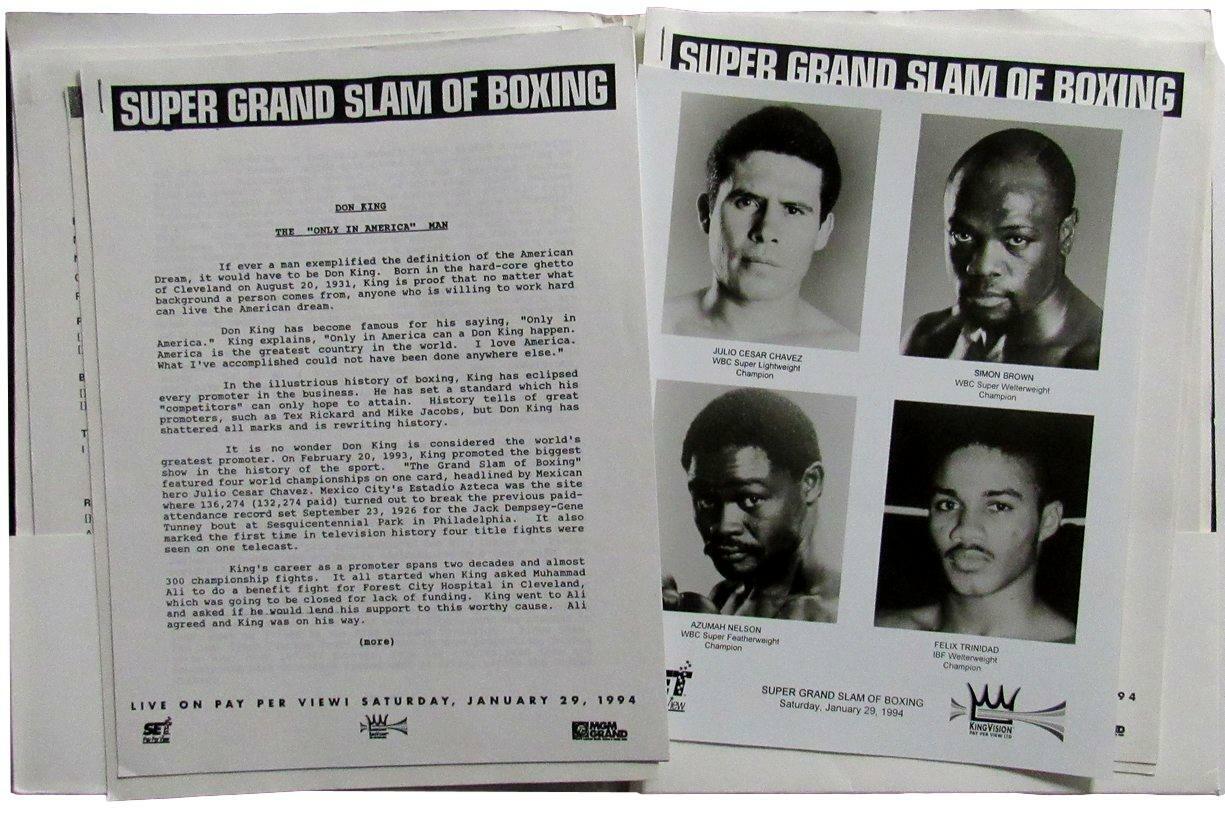 SUPER GRAND SLAM OF BOXING
DON KING
THE "ONLY IN AMERICA" MAN
If ever a man exemplified the definition of the American
Dream, it would have to be Don King. Born in the hard-core ghetto
of Cleveland on August 20, 1931, King is proof that no matter what
background a person comes from, anyone who is willing to work hard
can live the American dream.
Don King has become famous for his saying, "Only in
America." King explains, "Only in America can a Don King happen.
America is the greatest country in the world. I love America.
What I've accomplished could not have been done anywhere else."
In the illustrious history of boxing, King has eclipsed
every promoter in the business. He has set a standard which his
"competitors" can only hope to attain. History tells of great
promoters, such as Tex Rickard and Mike Jacobs, but Don King has
shattered all marks and is rewriting history.
It is no wonder Don King is considered the world's
greatest promoter. On February 20, 1993, King promoted the biggest
show in the history of the sport. "The Grand Slam of Boxing"
featured four world championships on one card, headlined by Mexican
hero Julio Cesar Chavez. Mexico City's Estadio Azteca was the site
where 136,274 (132,274 paid) turned out to break the previous paid-
attendance record set September 23, 1926 for the Jack Dempsey-Gene
Tunney bout at Sesquicentennial Park in Philadelphia. It also
marked the first time in television history four title fights were
seen on one telecast.
King's career as a promoter spans two decades and almost
300 championship fights. It all started when King asked Muhammad
Ali to do a benefit fight for Forest City Hospital in Cleveland,
which was going to be closed for lack of funding. King went to Ali
and asked if he would lend his support to this worthy cause. Ali
agreed and King was on his way.
(more)
LIVE ON PAY PER VIEW! SATURDAY, JANUARY 29, 1994
SET
Pay Per View
MGM
GRAND
SUPER GRAND SLAM OF BOXING
JULIO CESAR CHAVEZ
WBC Super Lightweight
Champion
SIMON BROWN
WBC Super Welterweight
Champion
AZUMAH NELSON
WBC Super Featherweight
Champion
FELIX TRINIDAD
IBF Welterweight
Champion
SUPER GRAND SLAM OF BOXING
Saturday, January 29, 1994
KINGVISION
PAY PER VIEW LTD
94